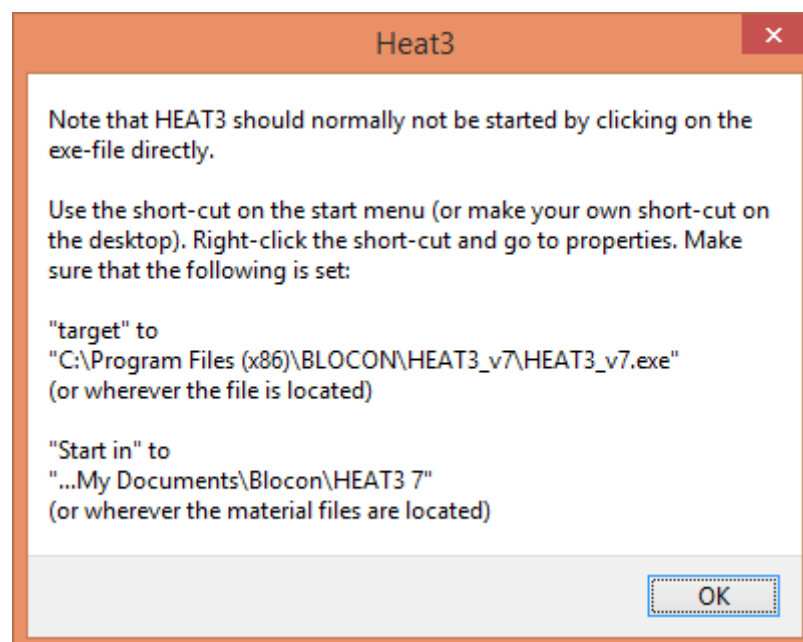 Heat3
Note that HEAT3 should normally not be started by clicking on the
exe-file directly.
Use the short-cut on the start menu (or make your own short-cut on
the desktop). Right-click the short-cut and go to properties. Make
sure that the following is set:
"target" to
"C:\Program Files (x86)\BLOCON\HEAT3_v7\HEAT3_v7.exe"
(or wherever the file is located)
"Start in" to
"...My Documents\Blocon\HEAT3 7"
(or wherever the material files are located)
OK